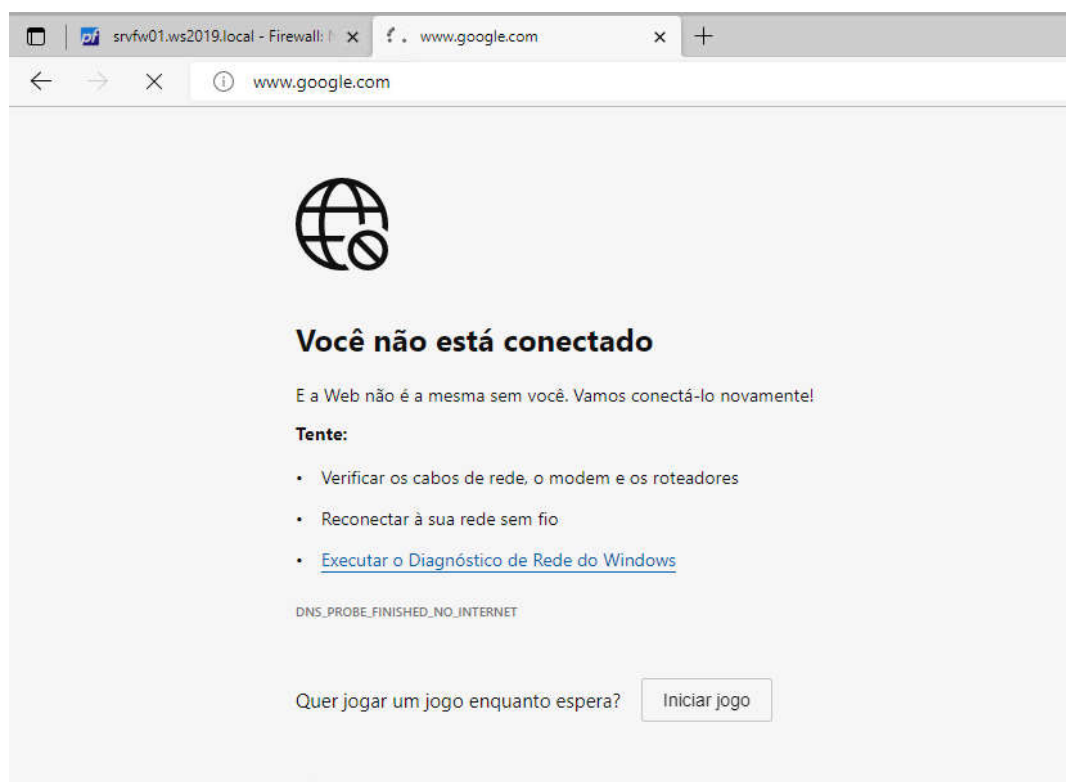 pf srvfw01.ws2019.local - Firewall: www.google.com
www.google.com
Você não está conectado
E a Web não é a mesma sem você. Vamos conectá-lo novamente!
Tente:
• Verificar os cabos de rede, o modem e os roteadores
• Reconectar à sua rede sem fio
• Executar o Diagnóstico de Rede do Windows
DNS_PROBE_FINISHED_NO_INTERNET
Quer jogar um jogo enquanto espera? Iniciar jogo